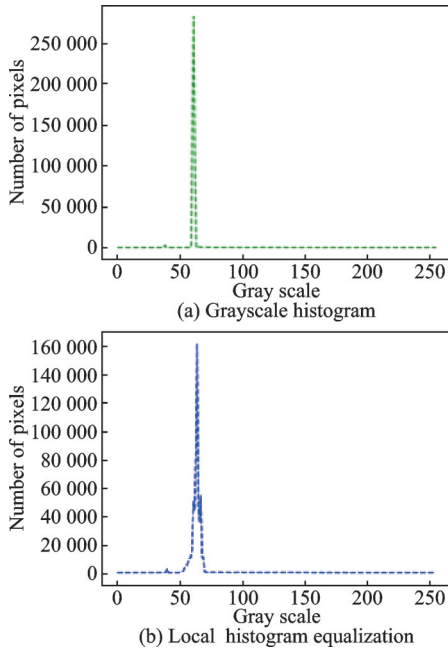 Number of pixels
250 000
200 000
150 000
100 000
50 000
0
0 50 100 150 200 250
Gray scale
(a) Grayscale histogram
Number of pixels
160 000
140 000
120 000
100 000
80 000
60 000
40 000
20 000
0
0 50 100 150 200 250
Gray scale
(b) Local histogram equalization